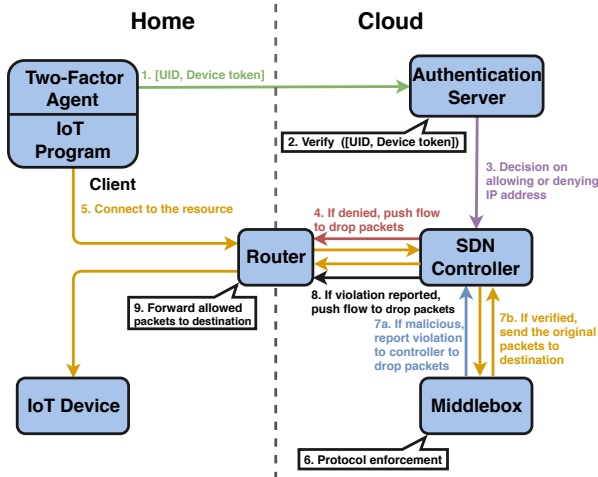 Home
Cloud
Two-Factor
Agent
IoT
Program
1. [UID, Device token]
Authentication
Server
2. Verify  ([UID, Device token])
3. Decision on
allowing or denying
IP address
Client
5. Connect to the resource
4. If denied, push flow
to drop packets
Router
SDN
Controller
8. If violation reported,
push flow to drop packets
9. Forward allowed
packets to destination
7a. If malicious,
report violation
to controller to
drop packets
7b. If verified,
send the original
packets to
destination
IoT Device
Middlebox
6. Protocol enforcement